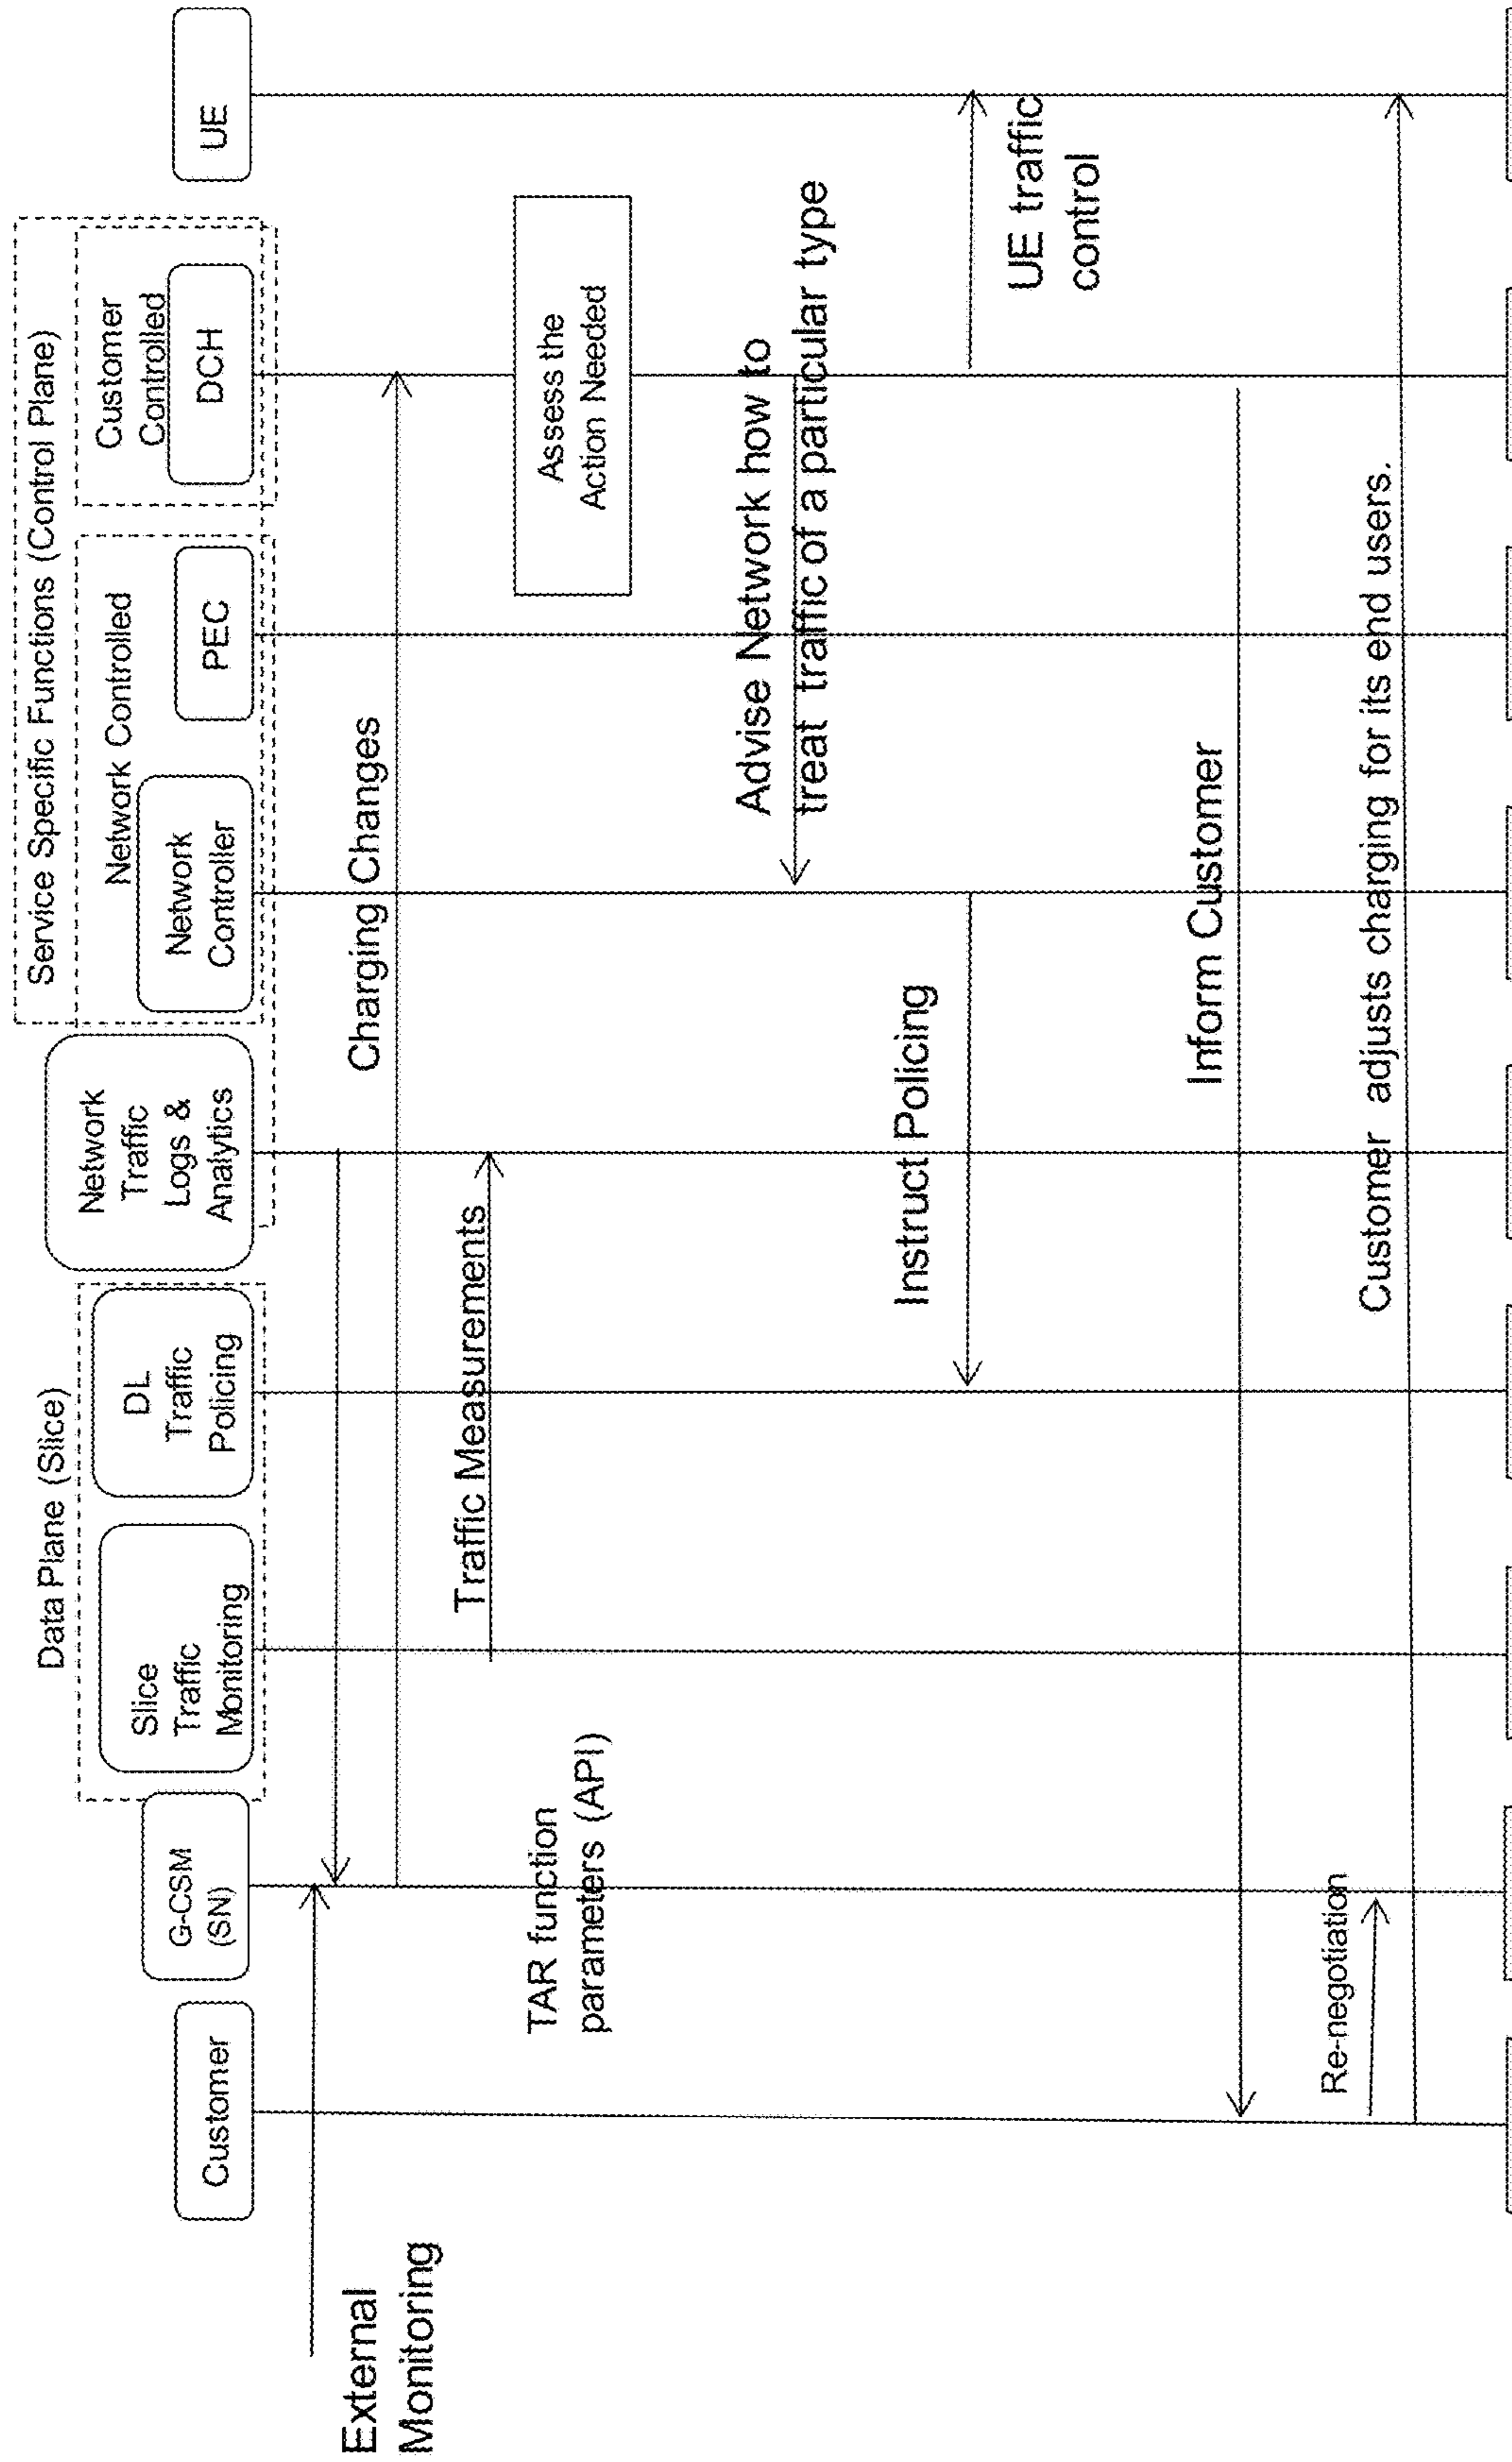 Service Specific Functions (Control Plane)
Data Plane (Slice)
Network Controlled
Customer
Controlled
Customer
G-CSM
(SN)
Slice
Traffic
Monitoring
DL
Traffic
Policing
Network
Traffic
Logs &
Analytics
Network
Controller
PEC
DCH
UE
External
Monitoring
Charging Changes
Traffic Measurements
TAR function
parameters (API)
Assess the
Action Needed
Advise Network how to
treat traffic of a particular type
Instruct Policing
UE traffic
control
Inform Customer
Re-negotiation
Customer adjusts charging for its end users.